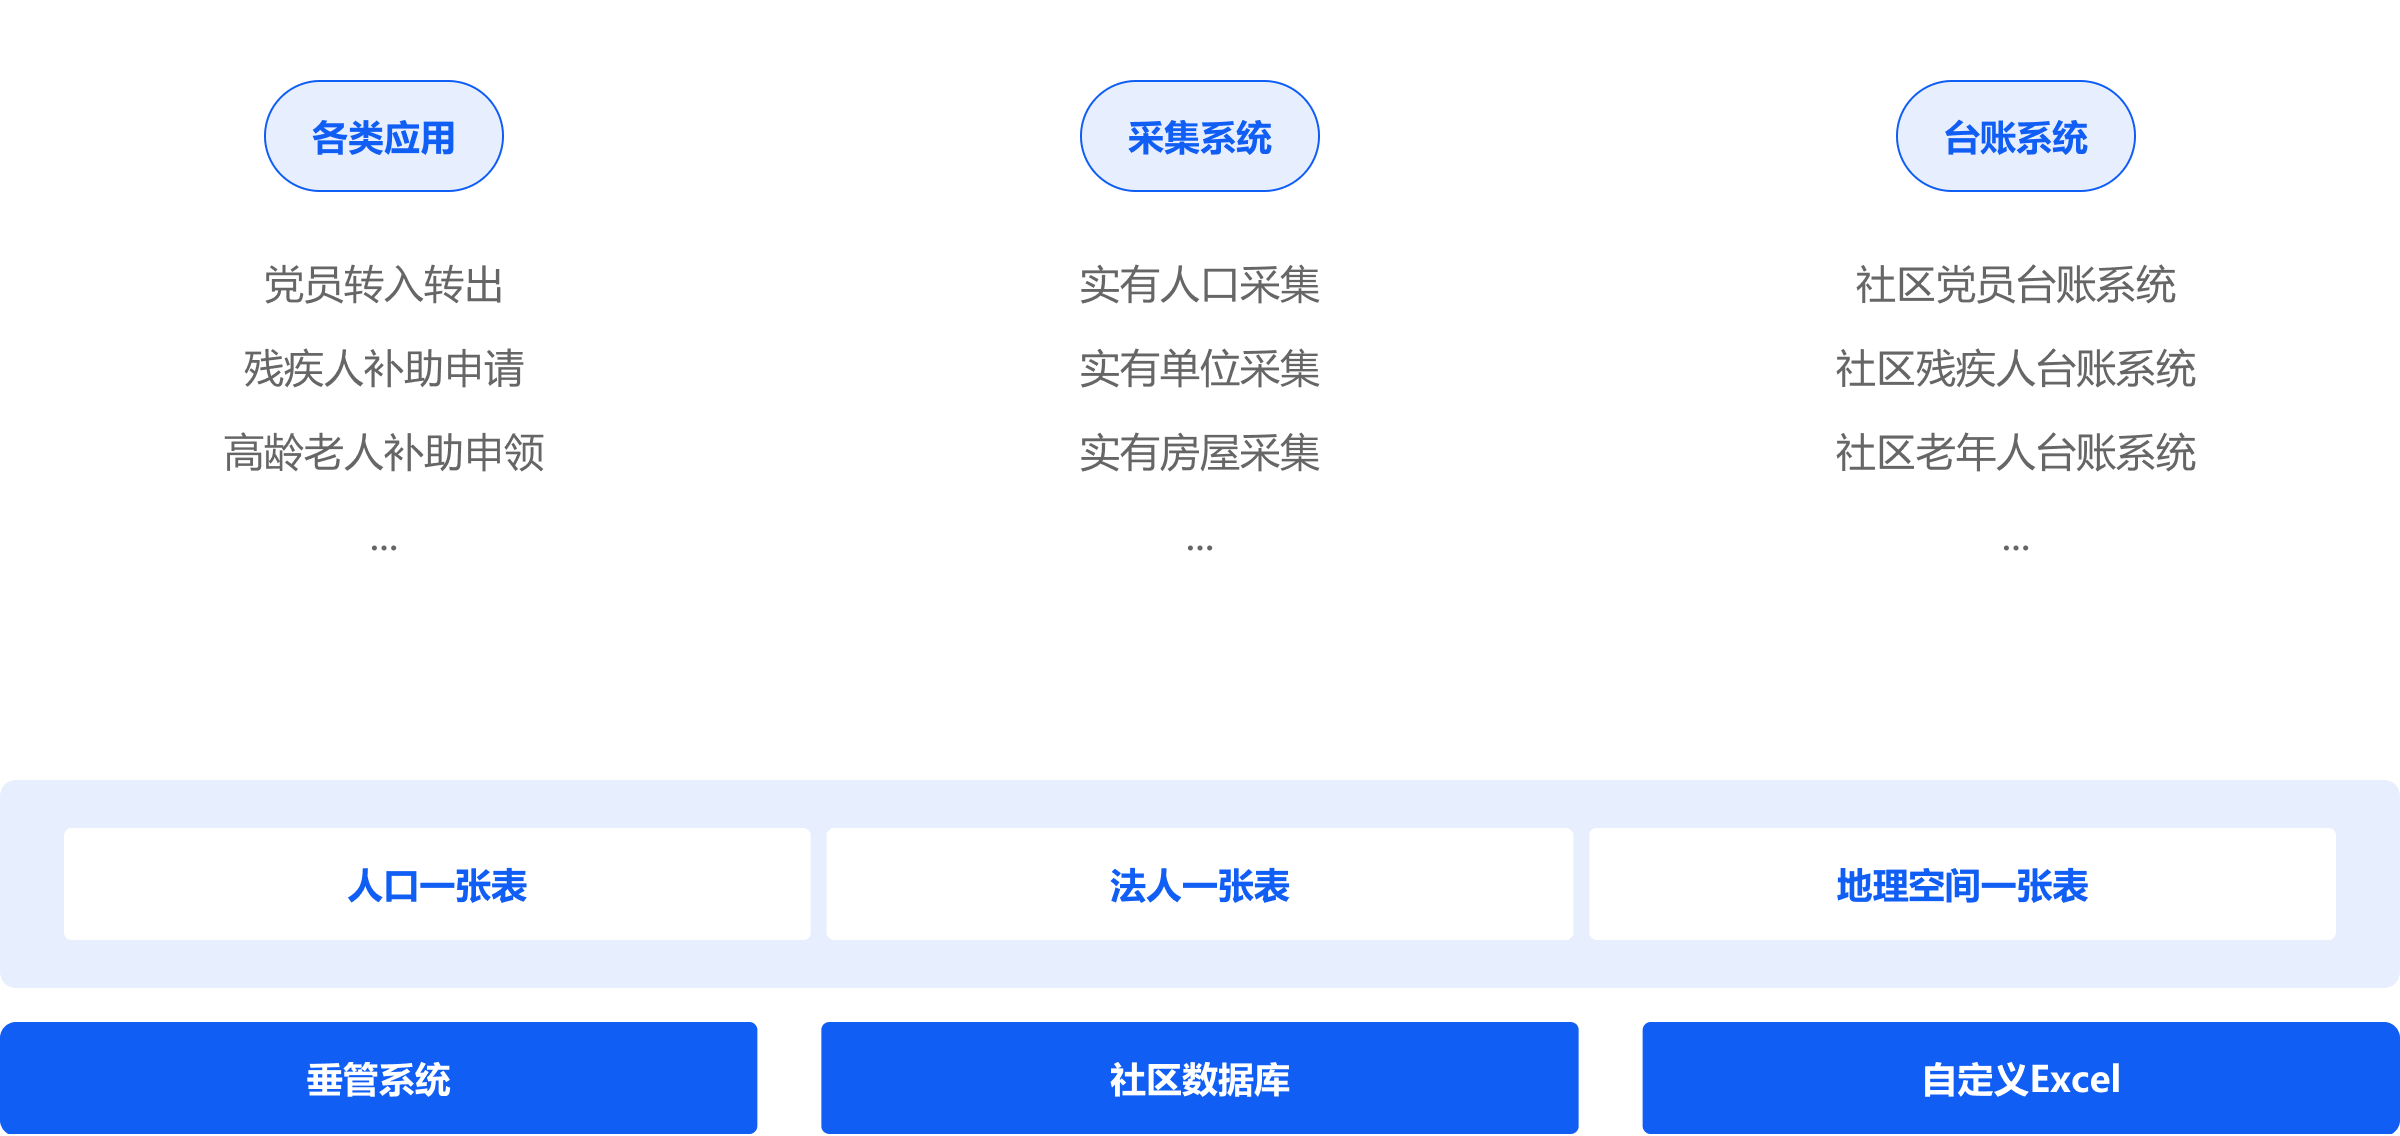 各类应用
采集系统
台账系统
党员转入转出
实有人口采集
社区党员台账系统
残疾人补助申请
实有单位采集
社区残疾人台账系统
高龄老人补助申领
实有房屋采集
社区老年人台账系统
...
...
...
人口一张表
法人一张表
地理空间一张表
垂管系统
社区数据库
自定义Excel